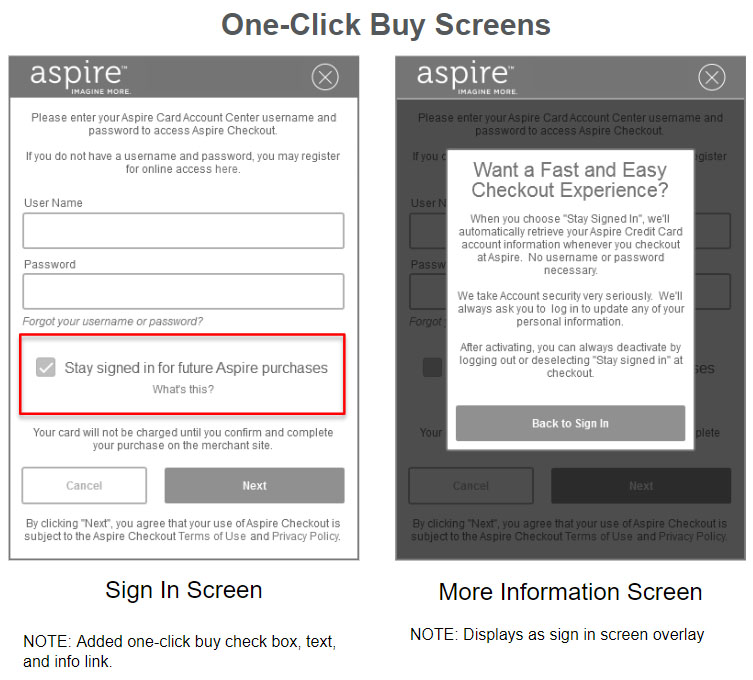 One-Click Buy Screens
aspire™
IMAGINE MORE.
Please enter your Aspire Card Account Center username and
password to access Aspire Checkout.
If you do not have a username and password, you may register
for online access here.
User Name
Password
Forgot your username or password?
Stay signed in for future Aspire purchases
What's this?
Your card will not be charged until you confirm and complete
your purchase on the merchant site.
Cancel
Next
By clicking "Next", you agree that your use of Aspire Checkout is
subject to the Aspire Checkout Terms of Use and Privacy Policy.
Sign In Screen
NOTE: Added one-click buy check box, text,
and info link.
aspire™
IMAGINE MORE.
Please enter your Aspire Card Account Center username and
password to access Aspire Checkout.
If you
register
User N
Passw
Forgot
Want a Fast and Easy
Checkout Experience?
When you choose "Stay Signed In", we'll
automatically retrieve your Aspire Credit Card
account information whenever you checkout
at Aspire. No username or password
necessary.
We take Account security very seriously. We'll
always ask you to log in to update any of your
personal information.
After activating, you can always deactivate by
logging out or deselecting "Stay signed in" at
checkout.
Back to Sign In
ses
Your
plete
Cancel
Next
By clicking "Next", you agree that your use of Aspire Checkout is
subject to the Aspire Checkout Terms of Use and Privacy Policy.
More Information Screen
NOTE: Displays as sign in screen overlay